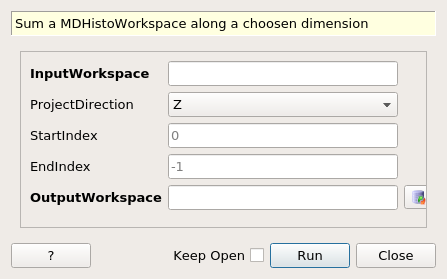 Sum a MDHistoWorkspace along a choosen dimension
InputWorkspace
ProjectDirection Z
StartIndex 0
EndIndex -1
OutputWorkspace
? Keep Open Run Close